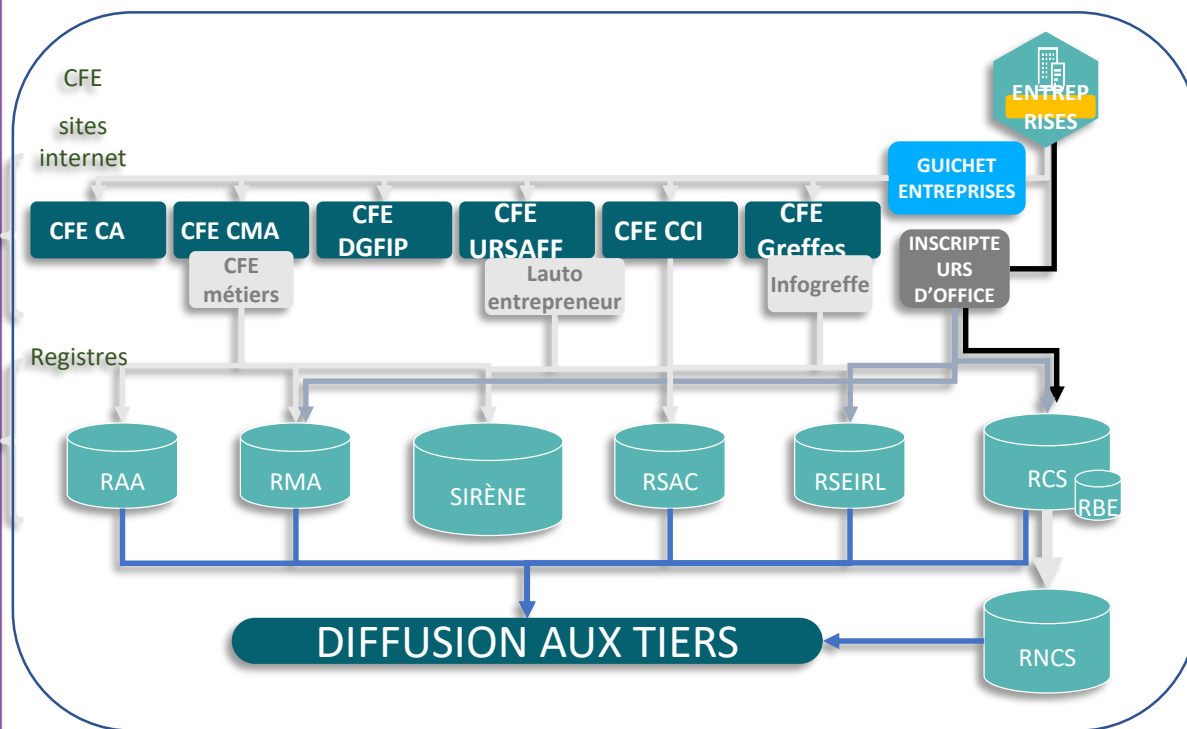 CFE
sites
internet
ENTREP
RISES
GUICHET
ENTREPRISES
CFE CA
CFE CMA
CFE
DGFIP
CFE
URSAFF
CFE CCI
CFE
Greffes
INSCRIPTE
URS
D'OFFICE
CFE
métiers
Lauto
entrepreneur
Infogreffe
Registres
RAA
RMA
SIRÈNE
RSAC
RSEIRL
RCS
RBE
DIFFUSION AUX TIERS
RNCS